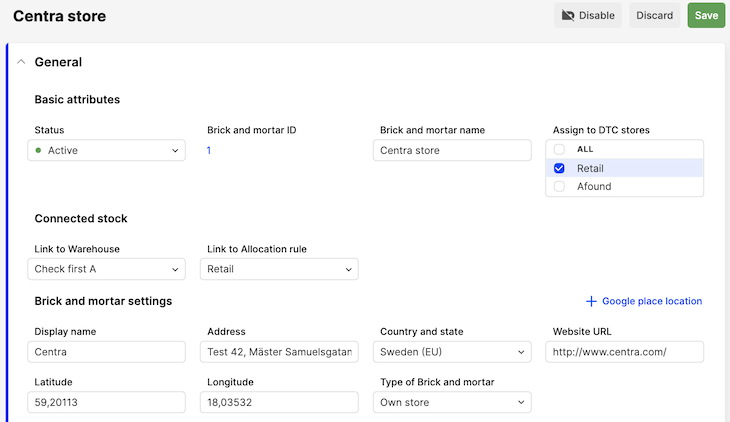 Centra store
Disable
Discard
Save
General
Basic attributes
Status
Brick and mortar ID
Brick and mortar name
Assign to DTC stores
Active
1
Centra store
ALL
Retail
Afound
Connected stock
Link to Warehouse
Link to Allocation rule
Check first A
Retail
Brick and mortar settings
Google place location
Display name
Address
Country and state
Website URL
Centra
Test 42, Mäster Samuelsgatan
Sweden (EU)
http://www.centra.com/
Latitude
Longitude
Type of Brick and mortar
59,20113
18,03532
Own store